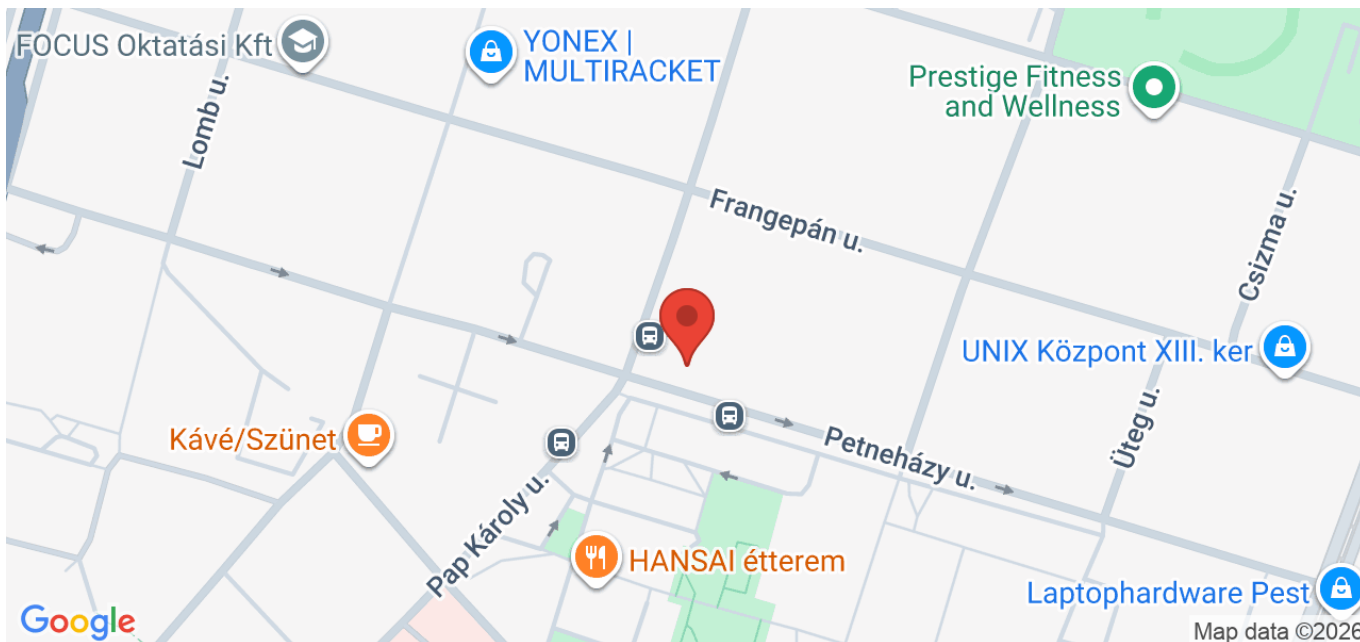 FOCUS Oktatási Kft
YONEX |
MULTIRACKET
Prestige Fitness
and Wellness
Lomb u.
Frangepán u.
Csizma u.
UNIX Központ XIII. ker
Kávé/Szünet
Petneházy u.
Üteg u.
Pap Károly u.
HANSAI étterem
Laptophardware Pest
Google
Map data ©2026